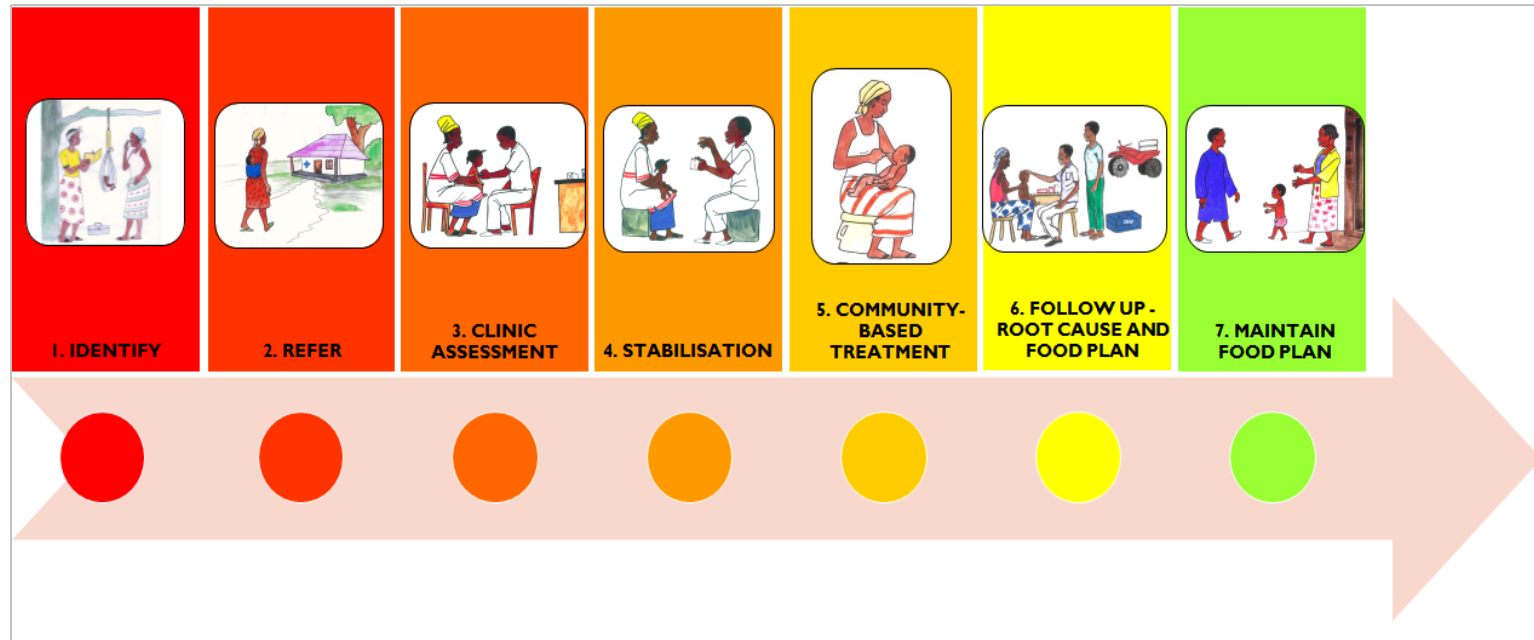 1. IDENTIFY
2. REFER
3. CLINIC
ASSESSMENT
4. STABILISATION
5. COMMUNITY-
BASED
TREATMENT
6. FOLLOW UP -
ROOT CAUSE AND
FOOD PLAN
7. MAINTAIN
FOOD PLAN